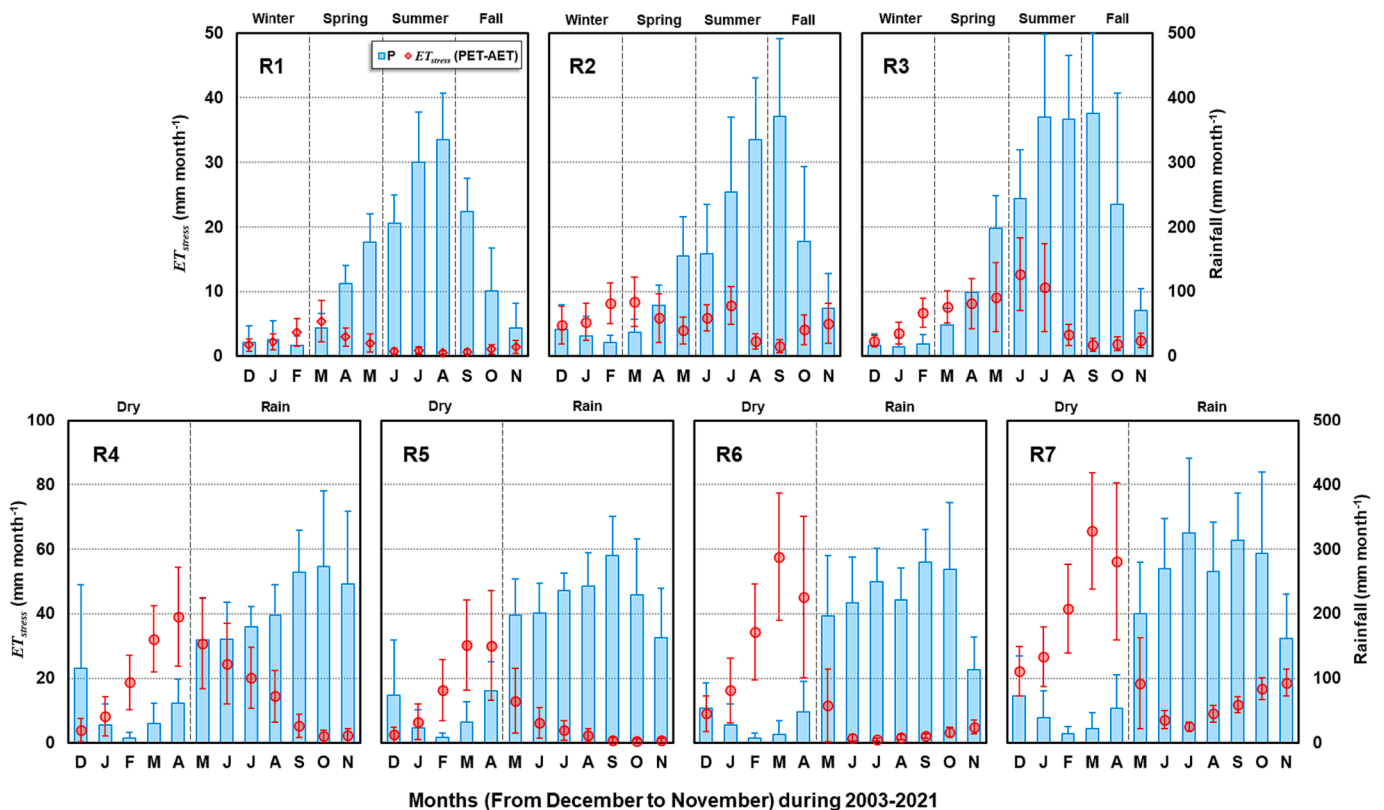 Winter Spring Summer Fall Winter Spring Summer Fall Winter Spring Summer Fall
50 500
R1 P ETstress (PET-AET) R2 R3
40 400
30 300
20 200
10 100
0 0
ETstress (mm month⁻¹)
Rainfall (mm month⁻¹)
D J F M A M J J A S O N D J F M A M J J A S O N D J F M A M J J A S O N
Dry Rain Dry Rain Dry Rain Dry Rain
100 500
R4 R5 R6 R7
80 400
60 300
40 200
20 100
0 0
ETstress (mm month⁻¹)
Rainfall (mm month⁻¹)
D J F M A M J J A S O N D J F M A M J J A S O N D J F M A M J J A S O N D J F M A M J J A S O N
Months (From December to November) during 2003-2021